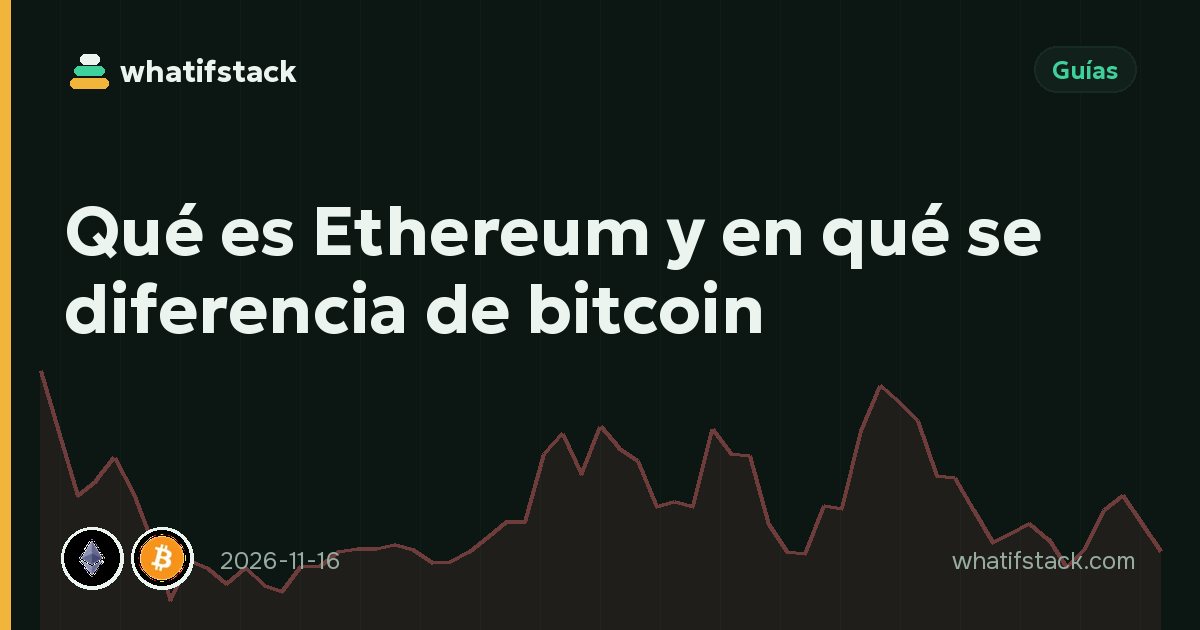 whatifstack
Guías
Qué es Ethereum y en qué se
diferencia de bitcoin
2026-11-16
whatifstack.com